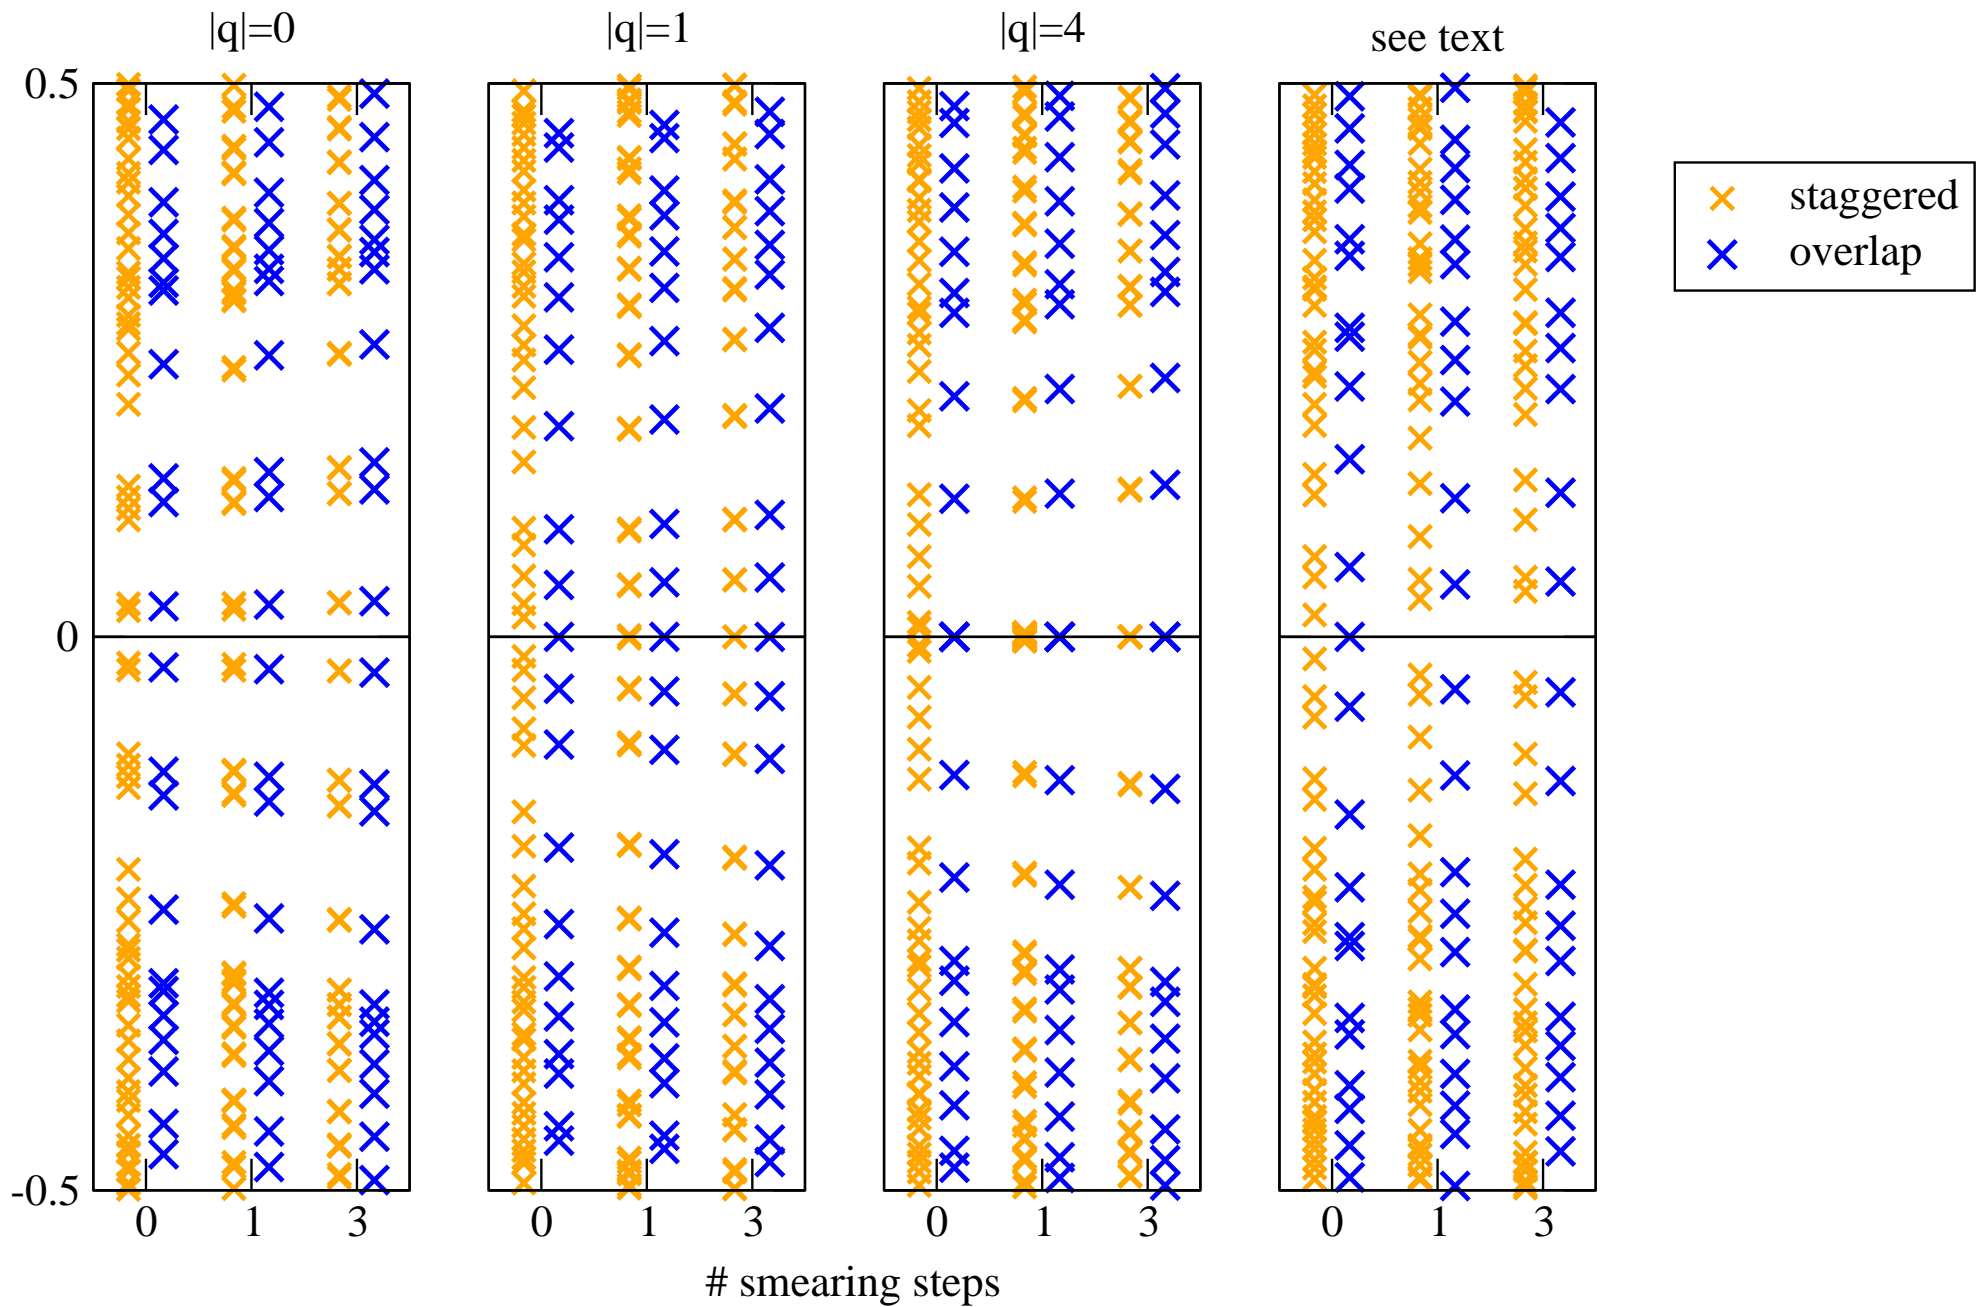 |q|=0 |q|=1 |q|=4 see text
0.5
staggered
overlap
0
-0.5
0 1 3 0 1 3 0 1 3 0 1 3
# smearing steps